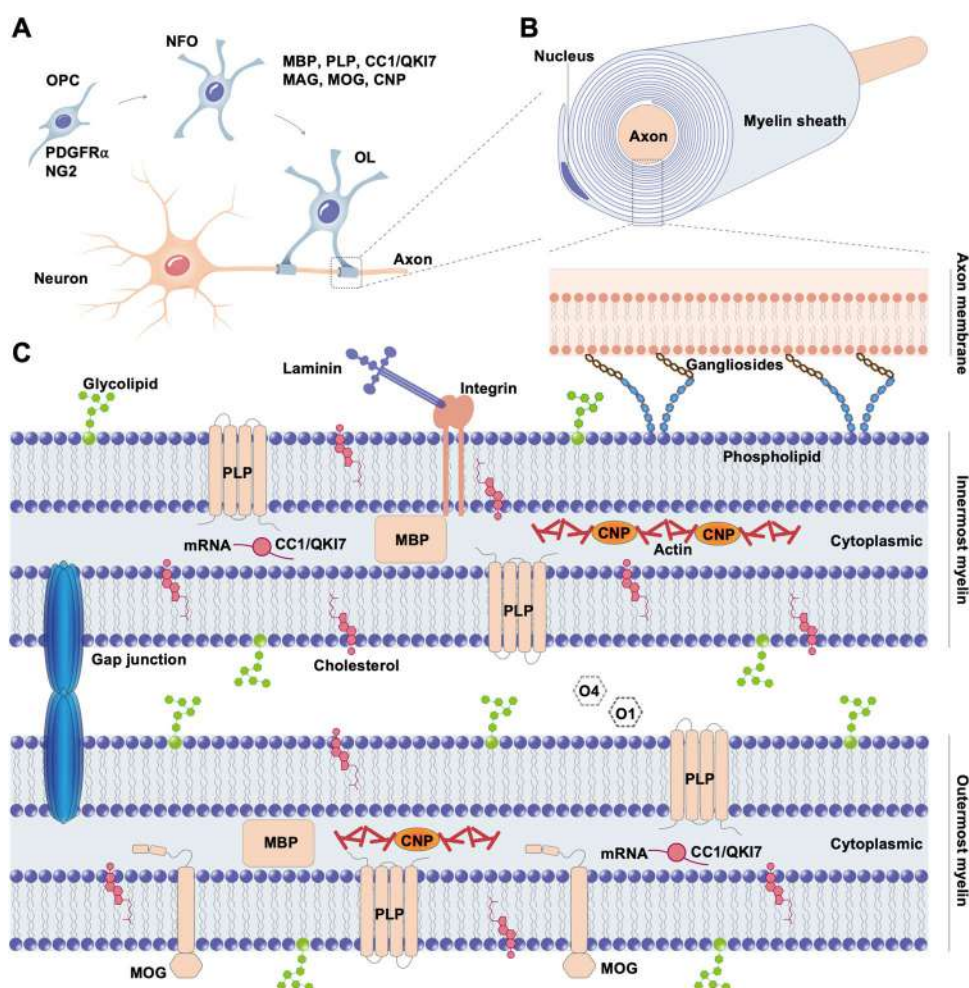 A
OPC
PDGFRα
NG2
NFO
MBP, PLP, CC1/QKI7
MAG, MOG, CNP
OL
Neuron
Axon
B
Nucleus
Axon
Myelin sheath
Axon membrane
Gangliosides
C
Glycolipid
Laminin
Integrin
PLP
Phospholipid
mRNA
CC1/QKI7
MBP
CNP
CNP
Actin
Cytoplasmic
Innermost myelin
PLP
Gap junction
Cholesterol
O4
O1
PLP
MBP
CNP
mRNA
CC1/QKI7
Cytoplasmic
Outermost myelin
PLP
MOG
MOG